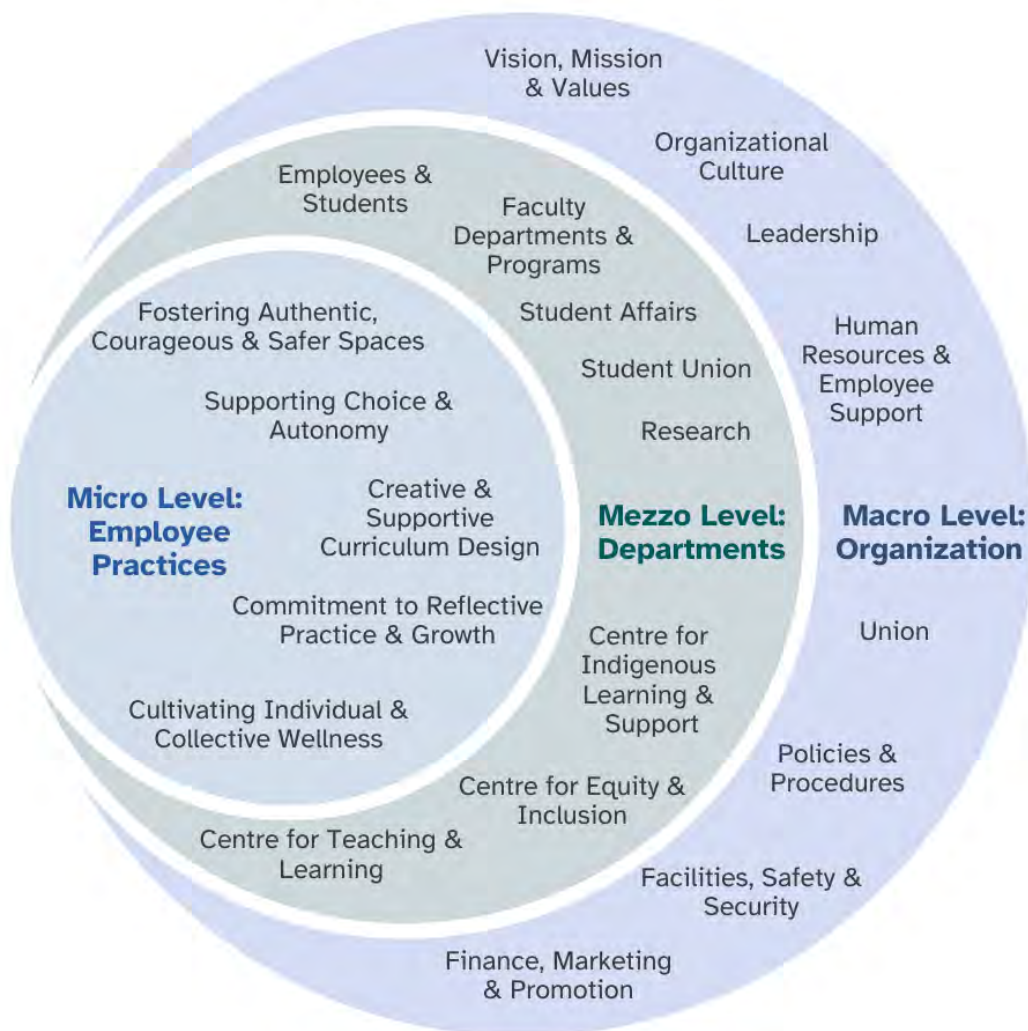 Vision, Mission
& Values
Organizational
Culture
Leadership
Human
Resources &
Employee
Support
Macro Level:
Organization
Union
Policies &
Procedures
Facilities, Safety &
Security
Finance, Marketing
& Promotion
Employees &
Students
Faculty
Departments &
Programs
Student Affairs
Student Union
Research
Mezzo Level:
Departments
Centre for
Indigenous
Learning &
Support
Centre for Equity &
Inclusion
Centre for Teaching &
Learning
Fostering Authentic,
Courageous & Safer Spaces
Supporting Choice &
Autonomy
Micro Level:
Employee
Practices
Creative &
Supportive
Curriculum Design
Commitment to Reflective
Practice & Growth
Cultivating Individual &
Collective Wellness